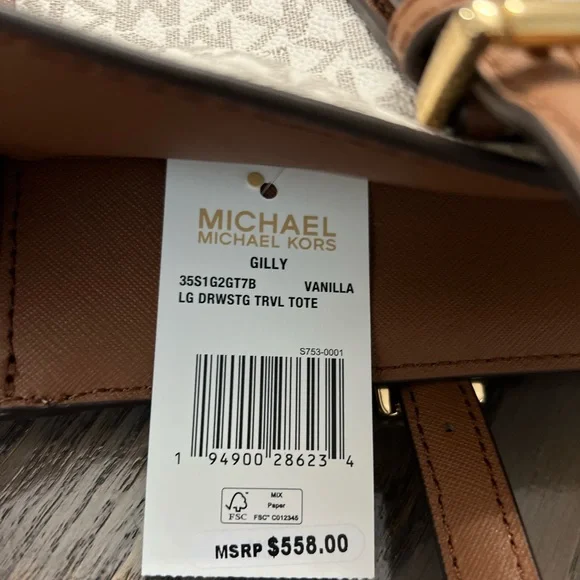 MICHAEL
MICHAEL KORS
GILLY
35S1G2GT7B VANILLA
LG DRWSTG TRVL TOTE
S753-0001
1 94900 28623 4
FSC
MIX
Paper
FSC™ C012345
MSRP $558.00